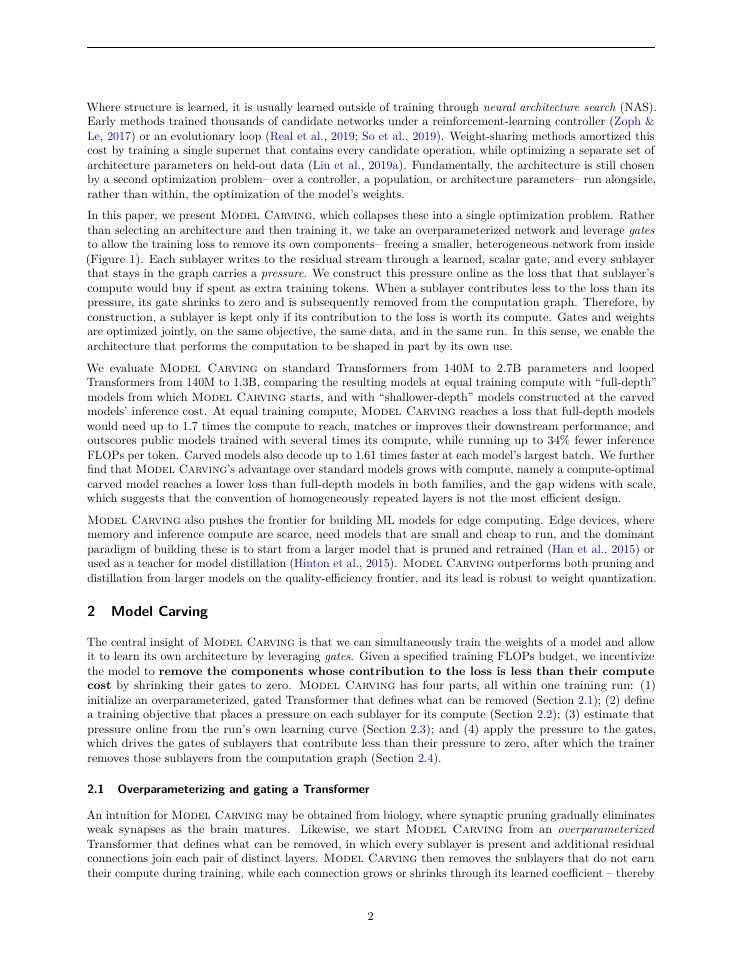 Where structure is learned, it is usually learned outside of training through neural architecture search (NAS).
Early methods trained thousands of candidate networks under a reinforcement-learning controller (Zoph &
Le, 2017) or an evolutionary loop (Real et al., 2019; So et al., 2019). Weight-sharing methods amortized this
cost by training a single supernet that contains every candidate operation, while optimizing a separate set of
architecture parameters on held-out data (Liu et al., 2019a). Fundamentally, the architecture is still chosen
by a second optimization problem– over a controller, a population, or architecture parameters– run alongside,
rather than within, the optimization of the model's weights.
In this paper, we present Model Carving, which collapses these into a single optimization problem. Rather
than selecting an architecture and then training it, we take an overparameterized network and leverage gates
to allow the training loss to remove its own components– freeing a smaller, heterogeneous network from inside
(Figure 1). Each sublayer writes to the residual stream through a learned, scalar gate, and every sublayer
that stays in the graph carries a pressure. We construct this pressure online as the loss that that sublayer's
compute would buy if spent as extra training tokens. When a sublayer contributes less to the loss than its
pressure, its gate shrinks to zero and is subsequently removed from the computation graph. Therefore, by
construction, a sublayer is kept only if its contribution to the loss is worth its compute. Gates and weights
are optimized jointly, on the same objective, the same data, and in the same run. In this sense, we enable the
architecture that performs the computation to be shaped in part by its own use.
We evaluate Model Carving on standard Transformers from 140M to 2.7B parameters and looped
Transformers from 140M to 1.3B, comparing the resulting models at equal training compute with “full-depth”
models from which Model Carving starts, and with “shallower-depth” models constructed at the carved
models' inference cost. At equal training compute, Model Carving reaches a loss that full-depth models
would need up to 1.7 times the compute to reach, matches or improves their downstream performance, and
outscores public models trained with several times its compute, while running up to 34% fewer inference
FLOPs per token. Carved models also decode up to 1.61 times faster at each model's largest batch. We further
find that Model Carving's advantage over standard models grows with compute, namely a compute-optimal
carved model reaches a lower loss than full-depth models in both families, and the gap widens with scale,
which suggests that the convention of homogeneously repeated layers is not the most efficient design.
Model Carving also pushes the frontier for building ML models for edge computing. Edge devices, where
memory and inference compute are scarce, need models that are small and cheap to run, and the dominant
paradigm of building these is to start from a larger model that is pruned and retrained (Han et al., 2015) or
used as a teacher for model distillation (Hinton et al., 2015). Model Carving outperforms both pruning and
distillation from larger models on the quality-efficiency frontier, and its lead is robust to weight quantization.
2 Model Carving
The central insight of Model Carving is that we can simultaneously train the weights of a model and allow
it to learn its own architecture by leveraging gates. Given a specified training FLOPs budget, we incentivize
the model to remove the components whose contribution to the loss is less than their compute
cost by shrinking their gates to zero. Model Carving has four parts, all within one training run: (1)
initialize an overparameterized, gated Transformer that defines what can be removed (Section 2.1); (2) define
a training objective that places a pressure on each sublayer for its compute (Section 2.2); (3) estimate that
pressure online from the run's own learning curve (Section 2.3); and (4) apply the pressure to the gates,
which drives the gates of sublayers that contribute less than their pressure to zero, after which the trainer
removes those sublayers from the computation graph (Section 2.4).
2.1 Overparameterizing and gating a Transformer
An intuition for Model Carving may be obtained from biology, where synaptic pruning gradually eliminates
weak synapses as the brain matures. Likewise, we start Model Carving from an overparameterized
Transformer that defines what can be removed, in which every sublayer is present and additional residual
connections join each pair of distinct layers. Model Carving then removes the sublayers that do not earn
their compute during training, while each connection grows or shrinks through its learned coefficient – thereby
2